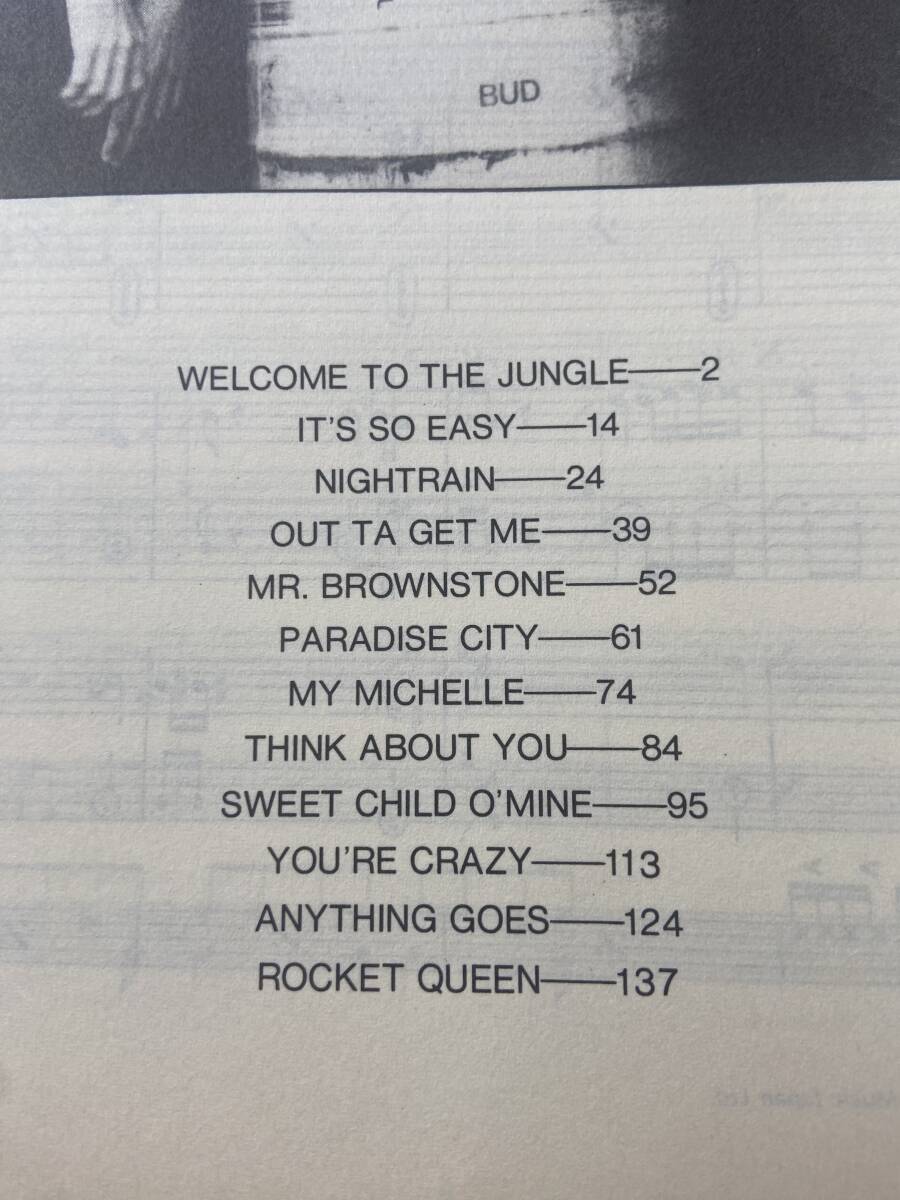 BUD
WELCOME TO THE JUNGLE——2
IT'S SO EASY——14
NIGHTRAIN——24
OUT TA GET ME——39
MR. BROWNSTONE——52
PARADISE CITY——61
MY MICHELLE——74
THINK ABOUT YOU——84
SWEET CHILD O'MINE——95
YOU'RE CRAZY——113
ANYTHING GOES——124
ROCKET QUEEN——137